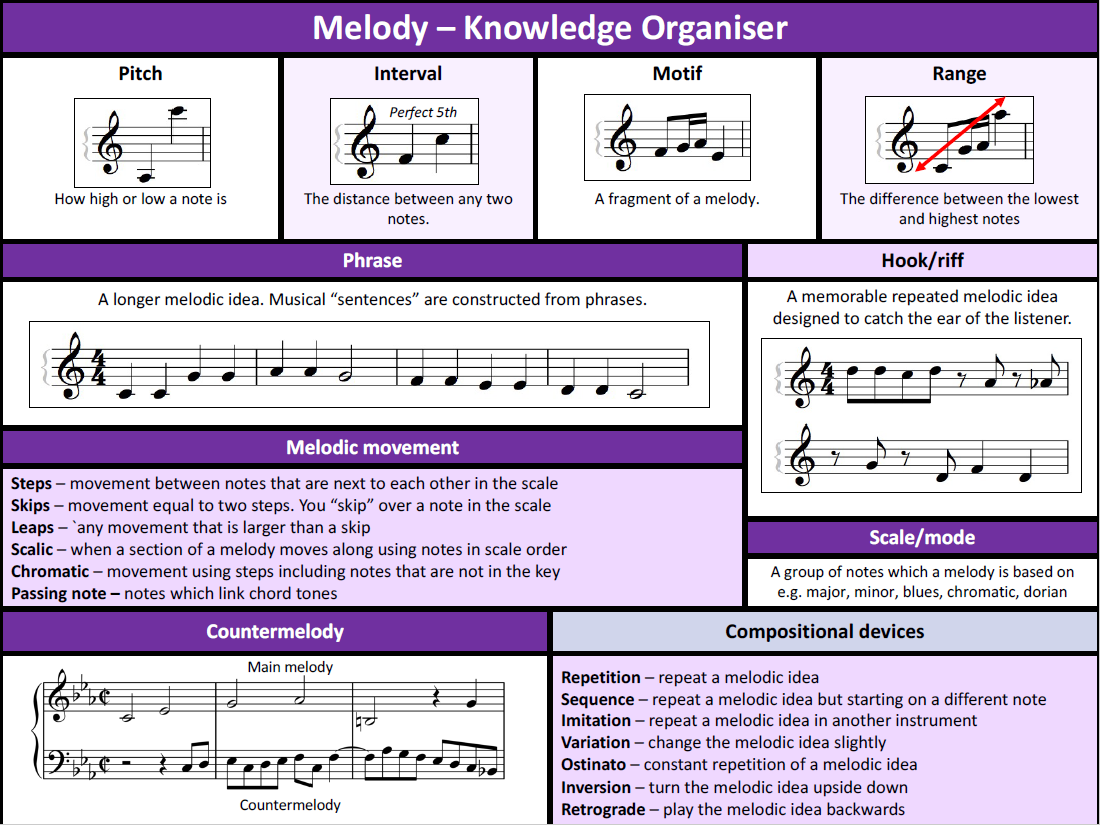 Melody – Knowledge Organiser
Pitch
How high or low a note is
Interval
Perfect 5th
The distance between any two
notes.
Motif
A fragment of a melody.
Range
The difference between the lowest
and highest notes
Phrase
A longer melodic idea. Musical “sentences” are constructed from phrases.
4
4
Hook/riff
A memorable repeated melodic idea
designed to catch the ear of the listener.
4
4
Melodic movement
Steps – movement between notes that are next to each other in the scale
Skips – movement equal to two steps. You “skip” over a note in the scale
Leaps – `any movement that is larger than a skip
Scalic – when a section of a melody moves along using notes in scale order
Chromatic – movement using steps including notes that are not in the key
Passing note – notes which link chord tones
Scale/mode
A group of notes which a melody is based on
e.g. major, minor, blues, chromatic, dorian
Countermelody
Main melody
Countermelody
Compositional devices
Repetition – repeat a melodic idea
Sequence – repeat a melodic idea but starting on a different note
Imitation – repeat a melodic idea in another instrument
Variation – change the melodic idea slightly
Ostinato – constant repetition of a melodic idea
Inversion – turn the melodic idea upside down
Retrograde – play the melodic idea backwards